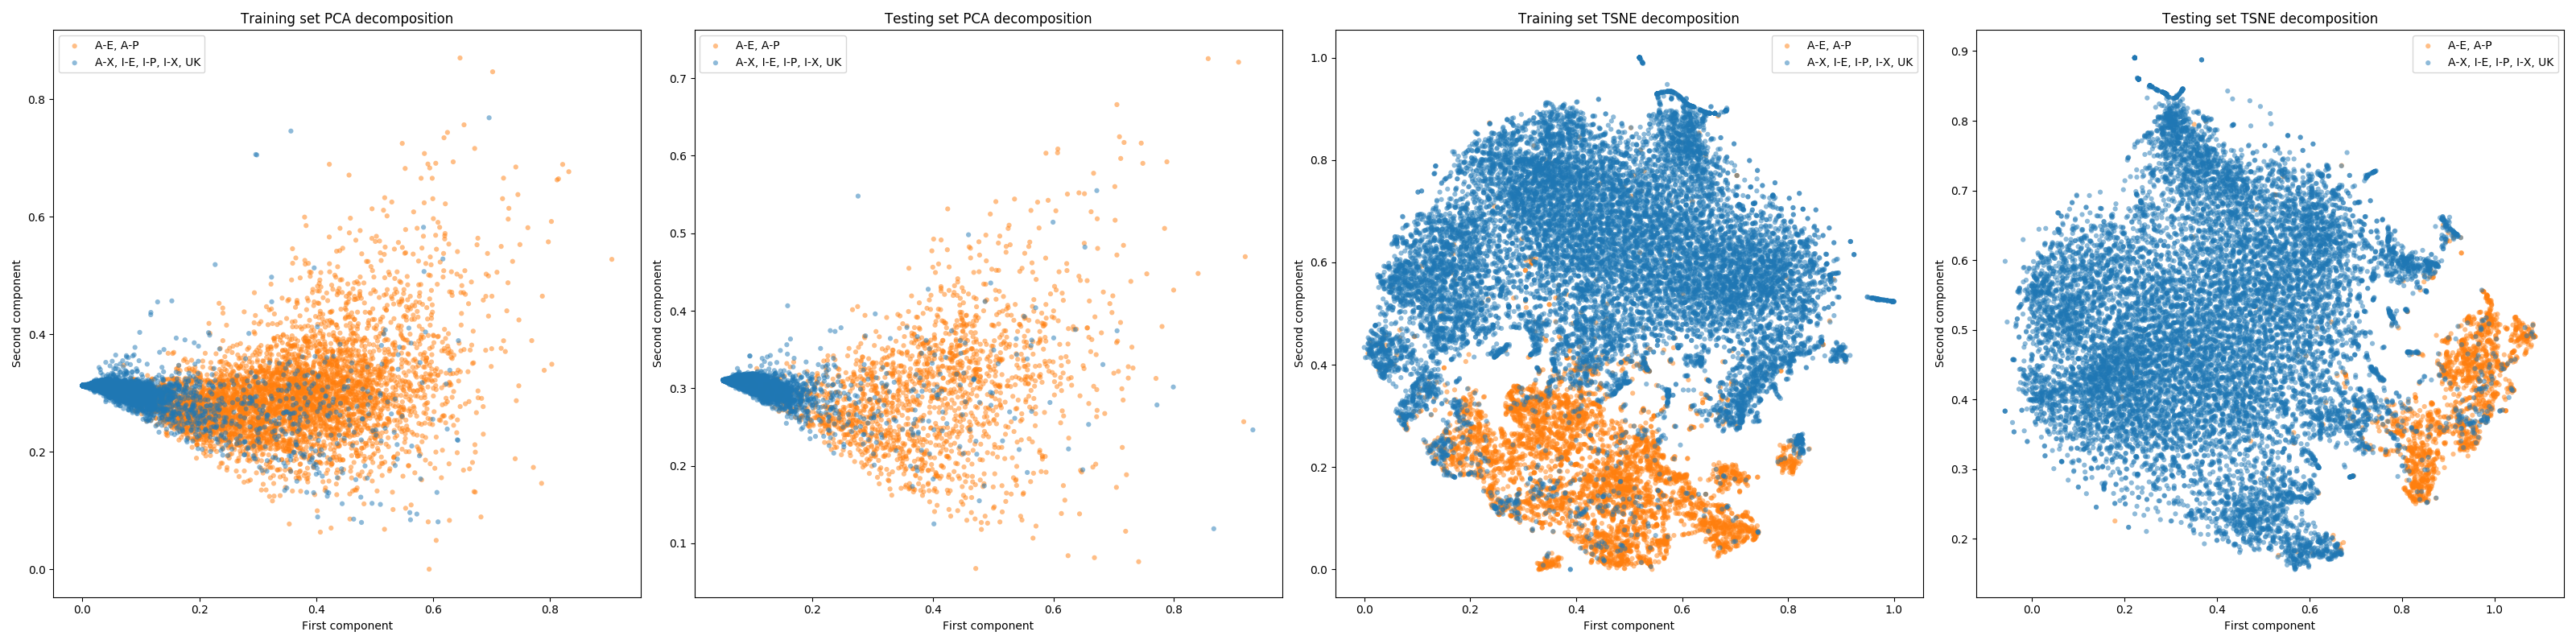 Training set PCA decomposition
A-E, A-P
A-X, I-E, I-P, I-X, UK
Second component
0.8
0.6
0.4
0.2
0.0
0.0 0.2 0.4 0.6 0.8
First component
Testing set PCA decomposition
A-E, A-P
A-X, I-E, I-P, I-X, UK
Second component
0.7
0.6
0.5
0.4
0.3
0.2
0.1
0.2 0.4 0.6 0.8
First component
Training set TSNE decomposition
A-E, A-P
A-X, I-E, I-P, I-X, UK
Second component
1.0
0.8
0.6
0.4
0.2
0.0
0.0 0.2 0.4 0.6 0.8 1.0
First component
Testing set TSNE decomposition
A-E, A-P
A-X, I-E, I-P, I-X, UK
Second component
0.9
0.8
0.7
0.6
0.5
0.4
0.3
0.2
0.0 0.2 0.4 0.6 0.8 1.0
First component